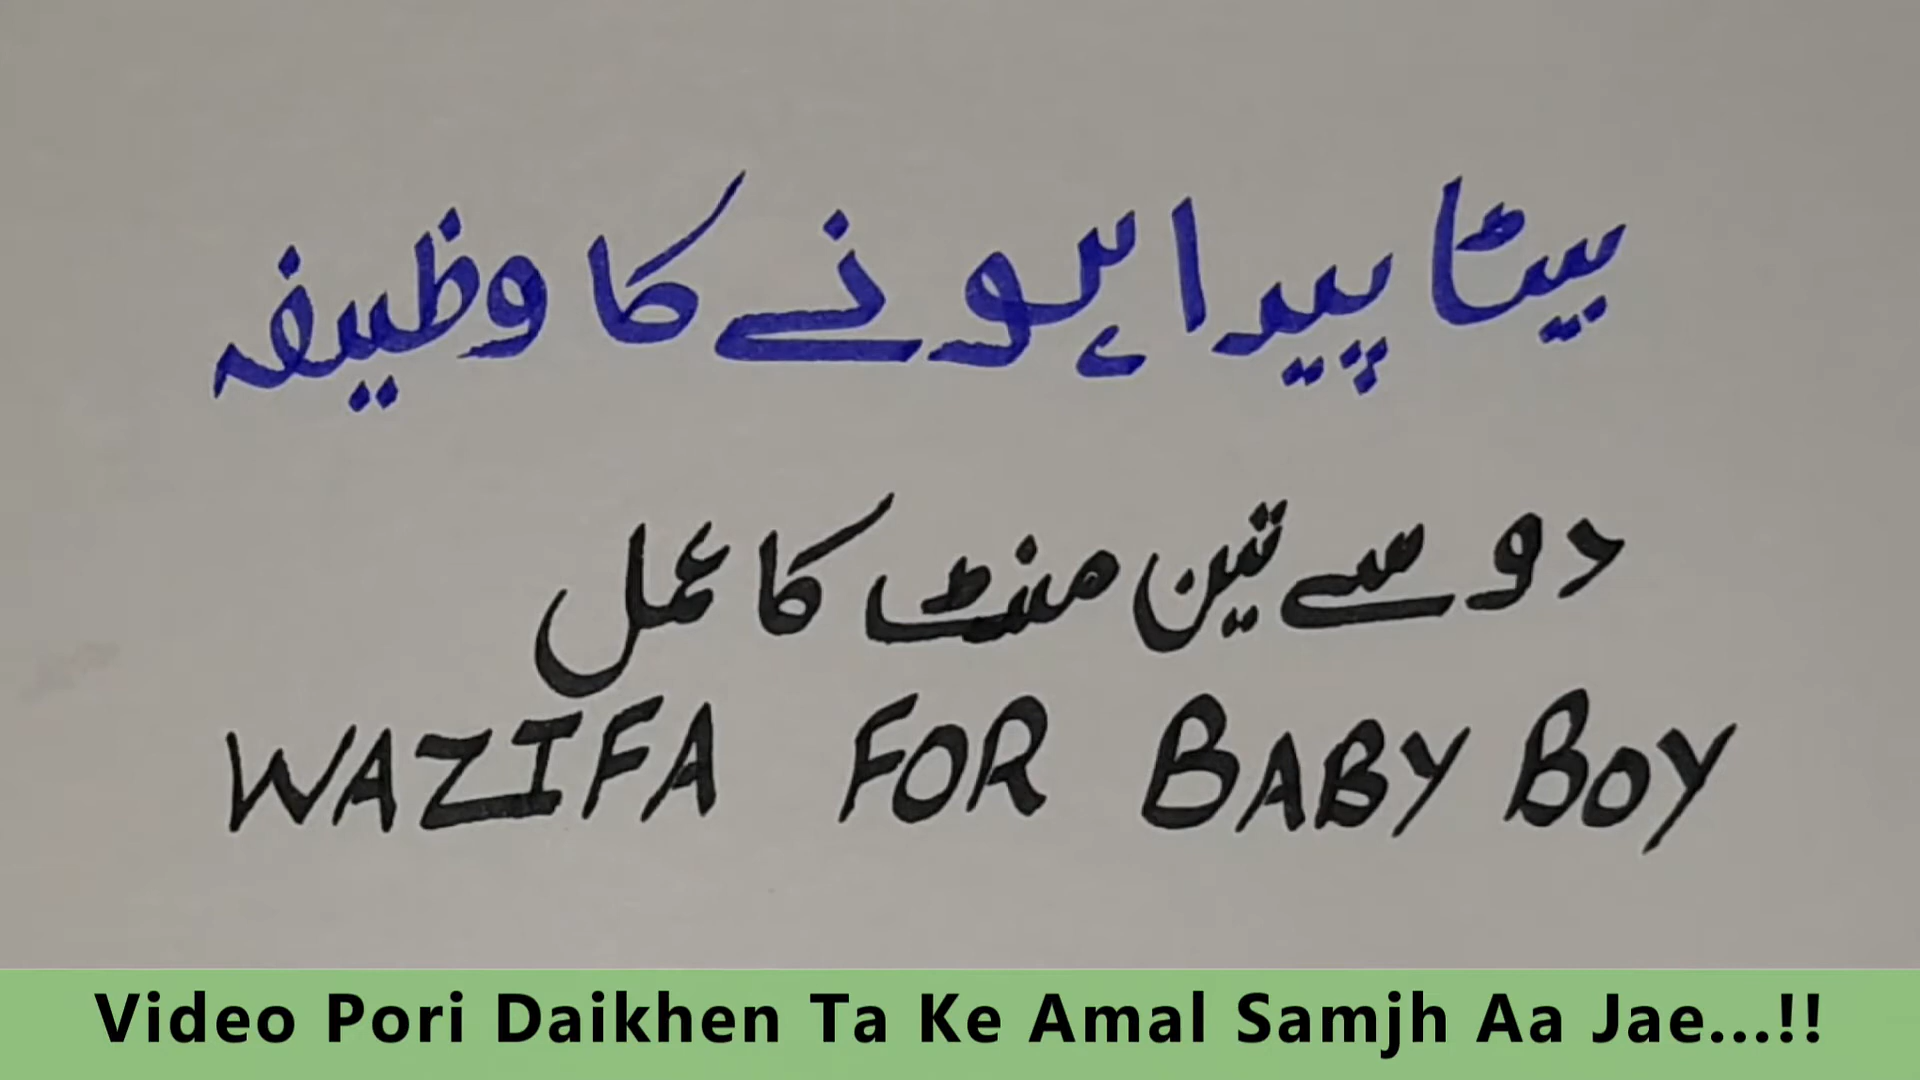 بیٹا پیدا ہونے کا وظیفہ
دو سے تین منٹ کا عمل
WAZIFA FOR BABY BOY
Video Pori Daikhen Ta Ke Amal Samjh Aa Jae...!!